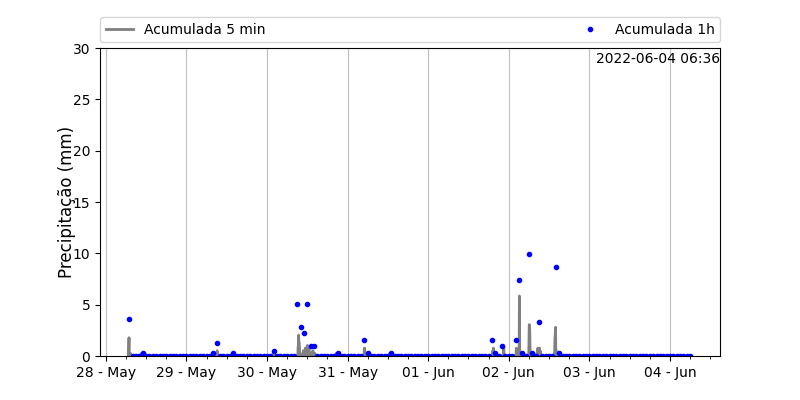 Acumulada 5 min
Acumulada 1h
2022-06-04 06:36
Precipitação (mm)
30
25
20
15
10
5
0
28 - May 29 - May 30 - May 31 - May 01 - Jun 02 - Jun 03 - Jun 04 - Jun